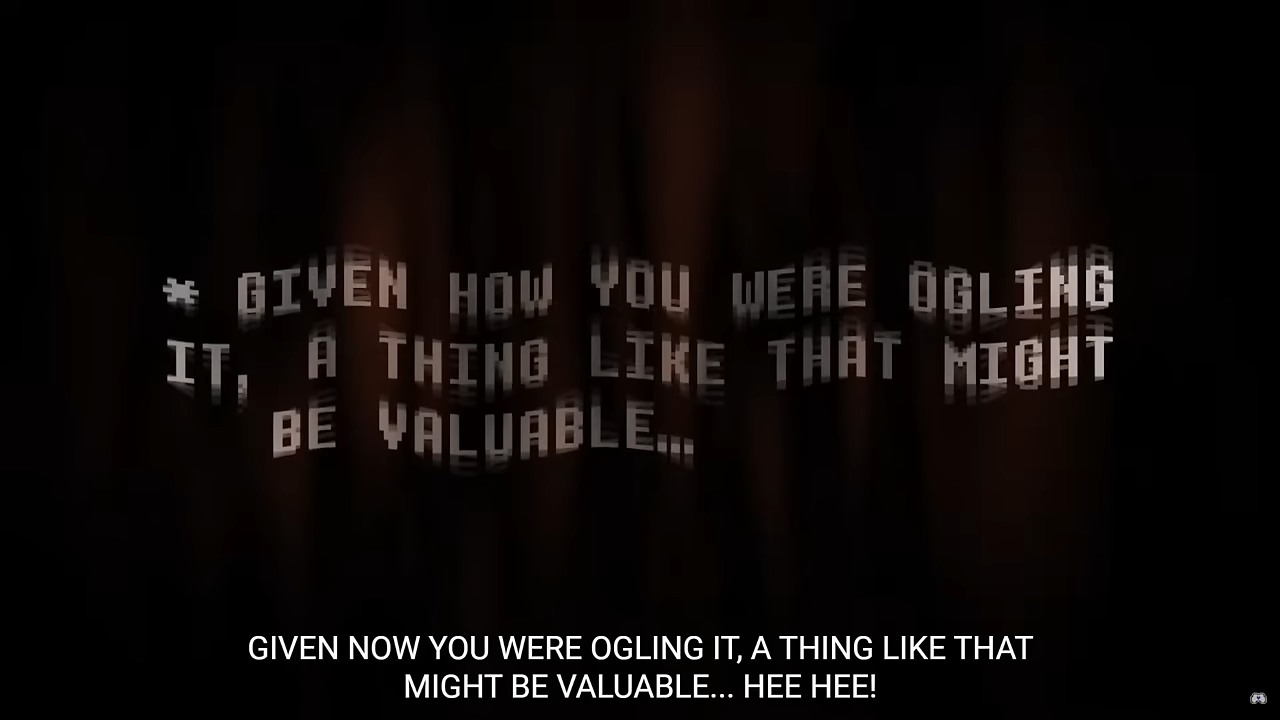 * GIVEN HOW YOU WERE OGLING
IT, A THING LIKE THAT MIGHT
BE VALUABLE...
GIVEN NOW YOU WERE OGLING IT, A THING LIKE THAT
MIGHT BE VALUABLE... HEE HEE!